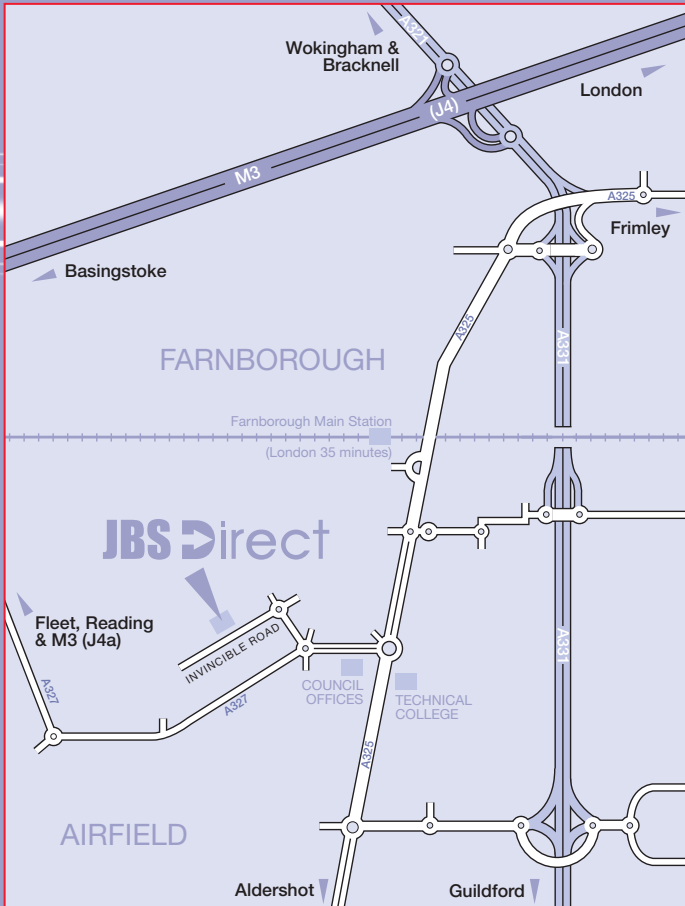 A321
Wokingham &
Bracknell
London
(J4)
M3
A325
Frimley
Basingstoke
A325
A331
FARNBOROUGH
Farnborough Main Station
(London 35 minutes)
JBS Direct
Fleet, Reading
& M3 (J4a)
INVINCIBLE ROAD
A331
COUNCIL
OFFICES
TECHNICAL
COLLEGE
A327
A327
A325
AIRFIELD
Aldershot
Guildford